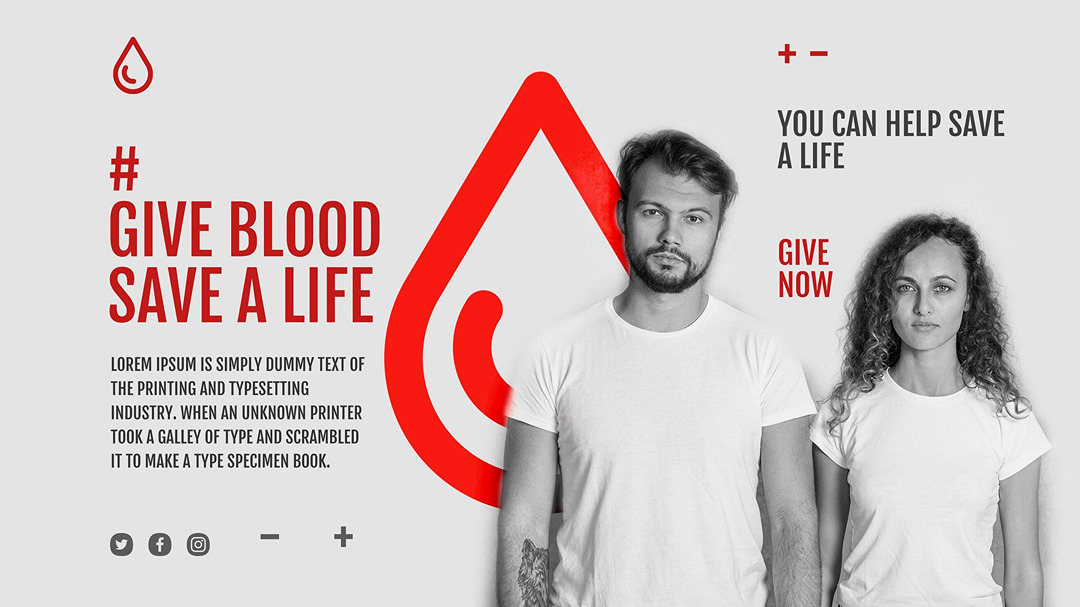 #
GIVE BLOOD
SAVE A LIFE
LOREM IPSUM IS SIMPLY DUMMY TEXT OF
THE PRINTING AND TYPESETTING
INDUSTRY. WHEN AN UNKNOWN PRINTER
TOOK A GALLEY OF TYPE AND SCRAMBLED
IT TO MAKE A TYPE SPECIMEN BOOK.
− +
+ −
YOU CAN HELP SAVE
A LIFE
GIVE
NOW